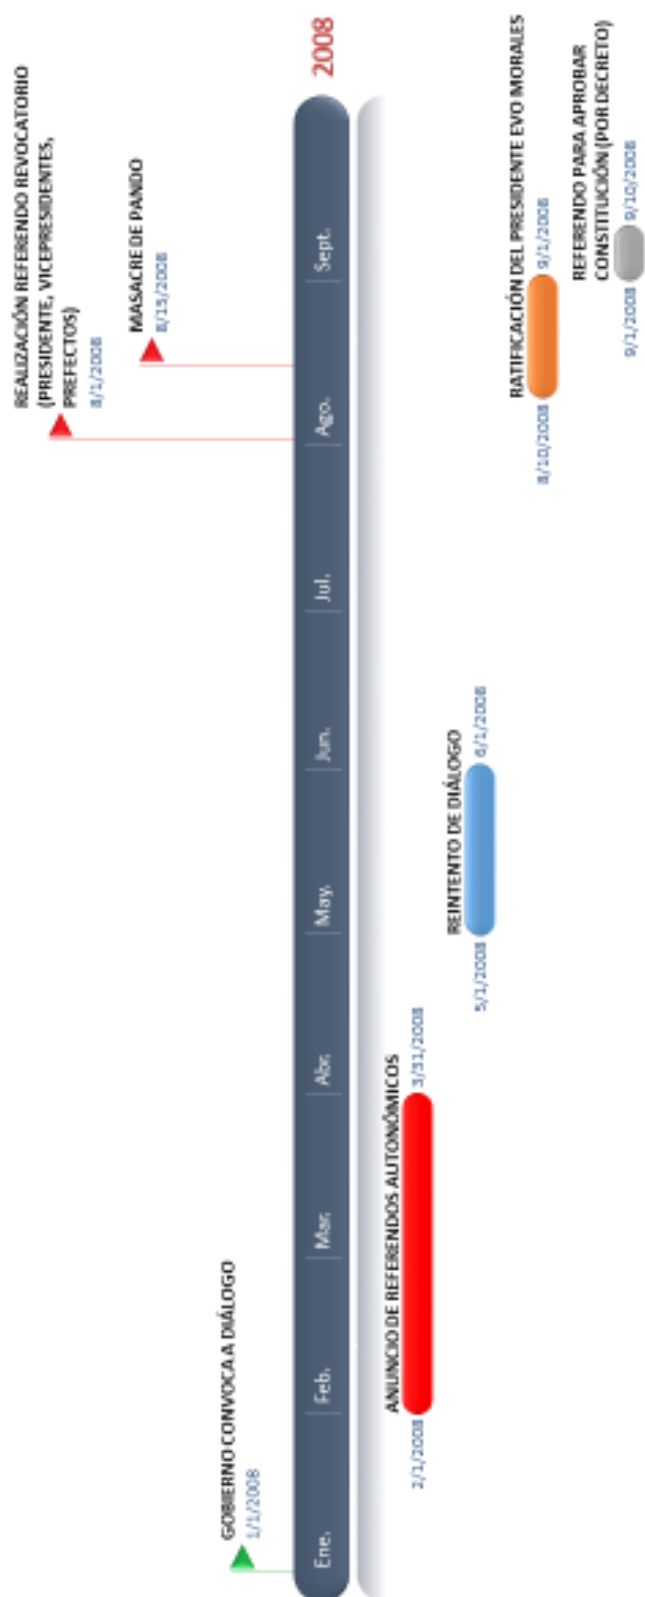 REALIZACIÓN REFERENDO REVOCATORIO
(PRESIDENTE, VICEPRESIDENTES,
PREFECTOS)
8/1/2008
MASACRE DE PANDO
8/15/2008
GOBIERNO CONVOCA A DIÁLOGO
1/1/2008
Ene.
Feb.
Mar.
Abr.
May.
Jun.
Jul.
Ago.
Sept.
2008
ANUNCIO DE REFERENDOS AUTONÓMICOS
2/1/2008
3/31/2008
REINTENTO DE DIÁLOGO
5/1/2008
6/1/2008
RATIFICACIÓN DEL PRESIDENTE EVO MORALES
8/10/2008
9/1/2008
REFERENDO PARA APROBAR
CONSTITUCIÓN (POR DECRETO)
9/1/2008
9/10/2008